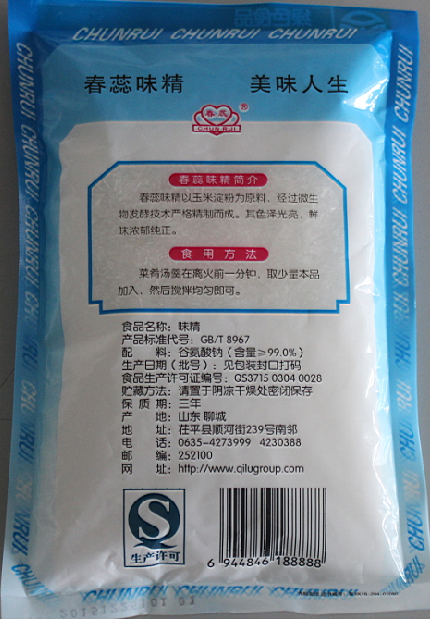 CHUNRUI CHUNRUI CHUNRUI
春蕊味精 美味人生
春蕊
CHUN RUI
®
春蕊味精简介
春蕊味精以玉米淀粉为原料，经过微生
物发酵技术严格精制而成。其色泽光亮，鲜
味浓郁纯正。
食用方法
菜肴汤羹在离火前一分钟，取少量本品
加入、然后搅拌均匀即可。
食品名称：味精
产品标准代号：GB/T 8967
配 料：谷氨酸钠（含量≥99.0%）
生产日期（批号）：见包装封口打码
食品生产许可证编号：GS3715 0304 0028
贮藏方法：清置于阴凉干燥处密闭保存
保 质 期：三年
产 地：山东 聊城
地 址：茌平县顺河街239号南邻
电 话：0635-4273999 4230388
邮 编：252100
网 址：http://www.qilugroup.com
生产许可
6 944846 188888
CHUNRUI CHUNRUI CHUNRUI